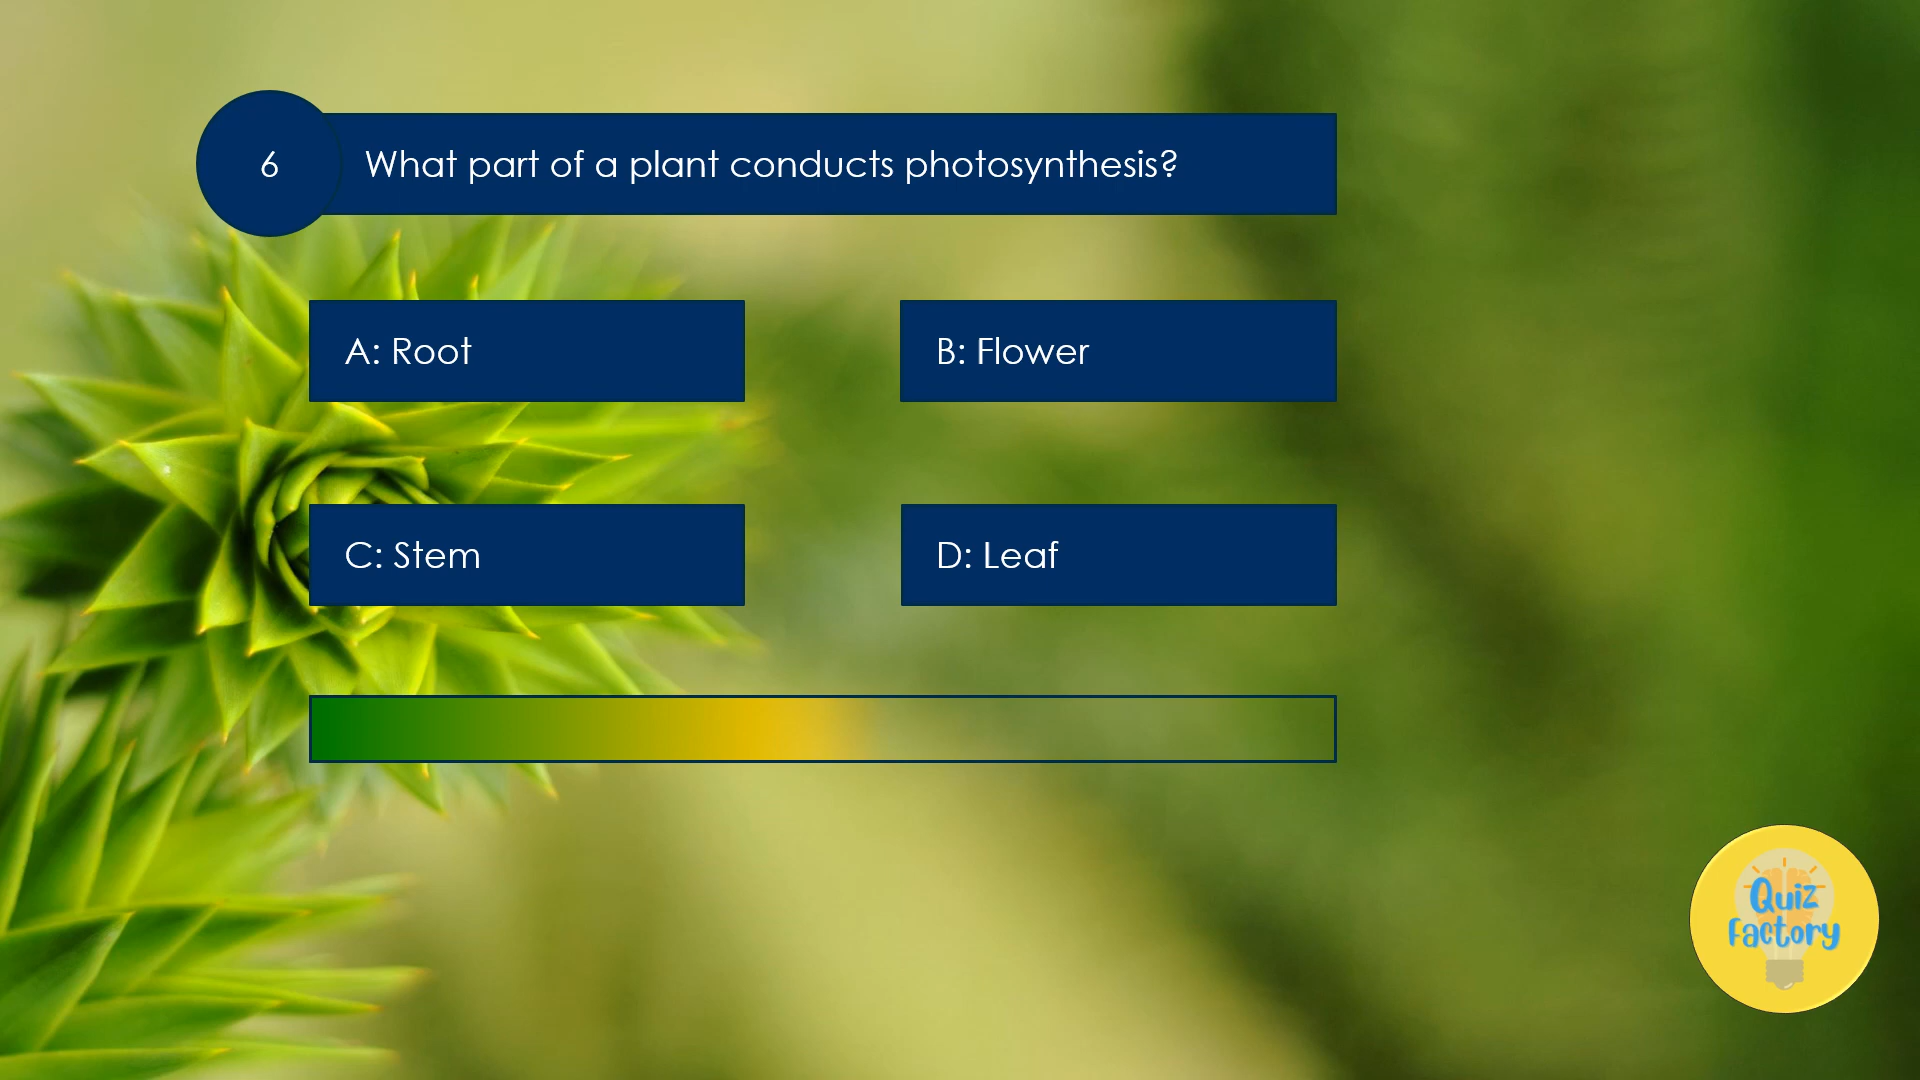 6
What part of a plant conducts photosynthesis?
A: Root
B: Flower
C: Stem
D: Leaf
Quiz
Factory